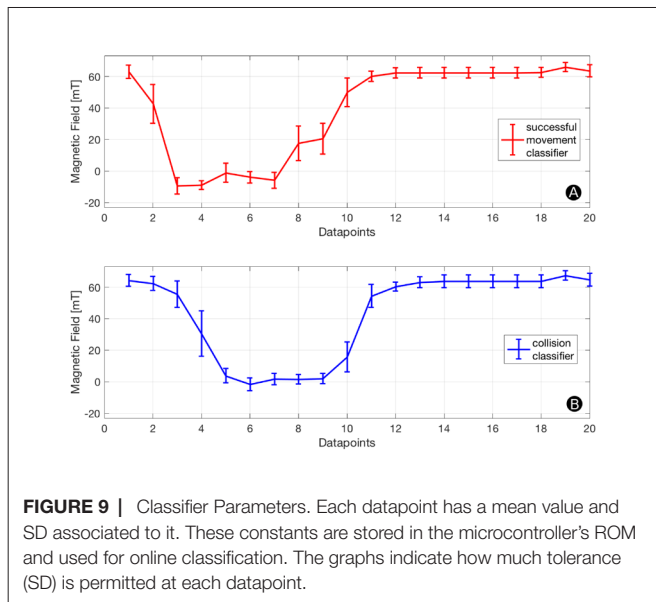 Magnetic Field [mT]
60
40
20
0
-20
0 2 4 6 8 10 12 14 16 18 20
Datapoints
successful
movement
classifier
A
Magnetic Field [mT]
60
40
20
0
-20
0 2 4 6 8 10 12 14 16 18 20
Datapoints
collision
classifier
B
FIGURE 9 | Classifier Parameters. Each datapoint has a mean value and
SD associated to it. These constants are stored in the microcontroller's ROM
and used for online classification. The graphs indicate how much tolerance
(SD) is permitted at each datapoint.